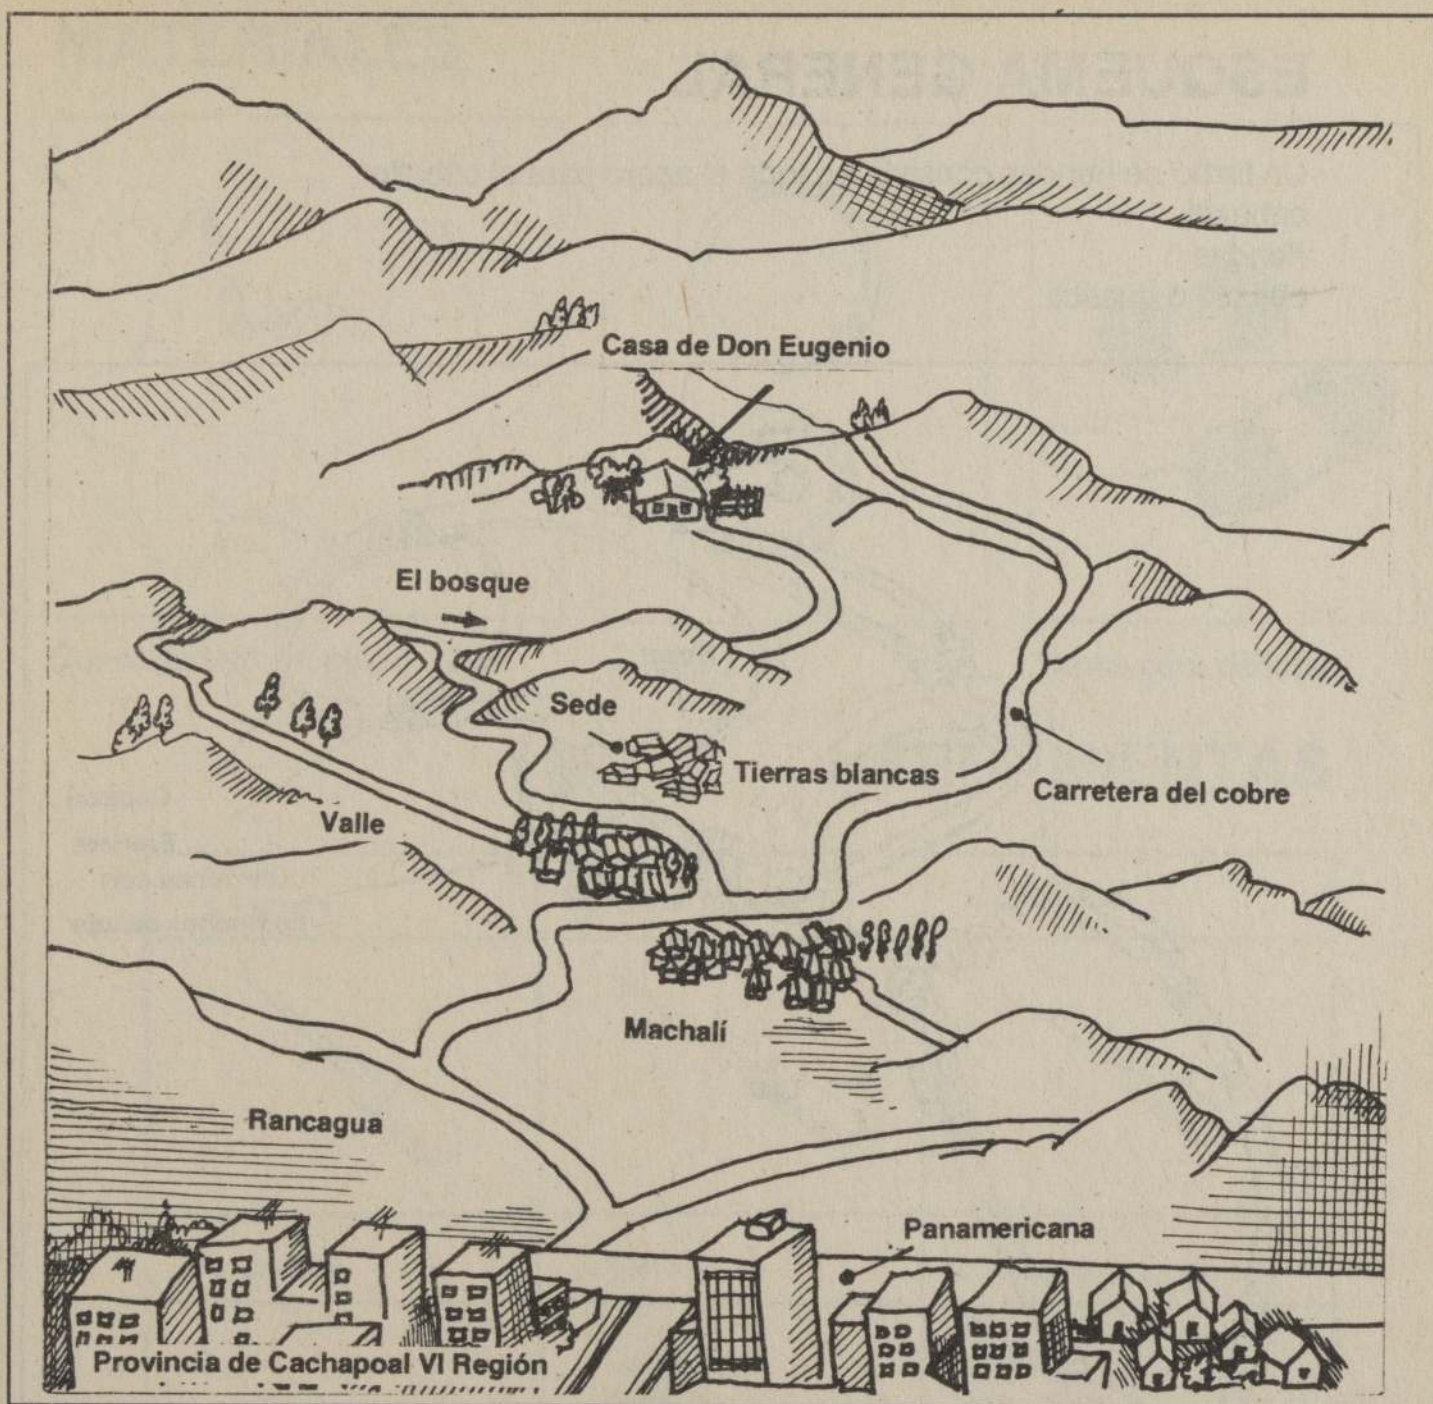 Casa de Don Eugenio
El bosque
Sede
Tierras blancas
Carretera del cobre
Valle
Machalí
Rancagua
Panamericana
Provincia de Cachapoal VI Región